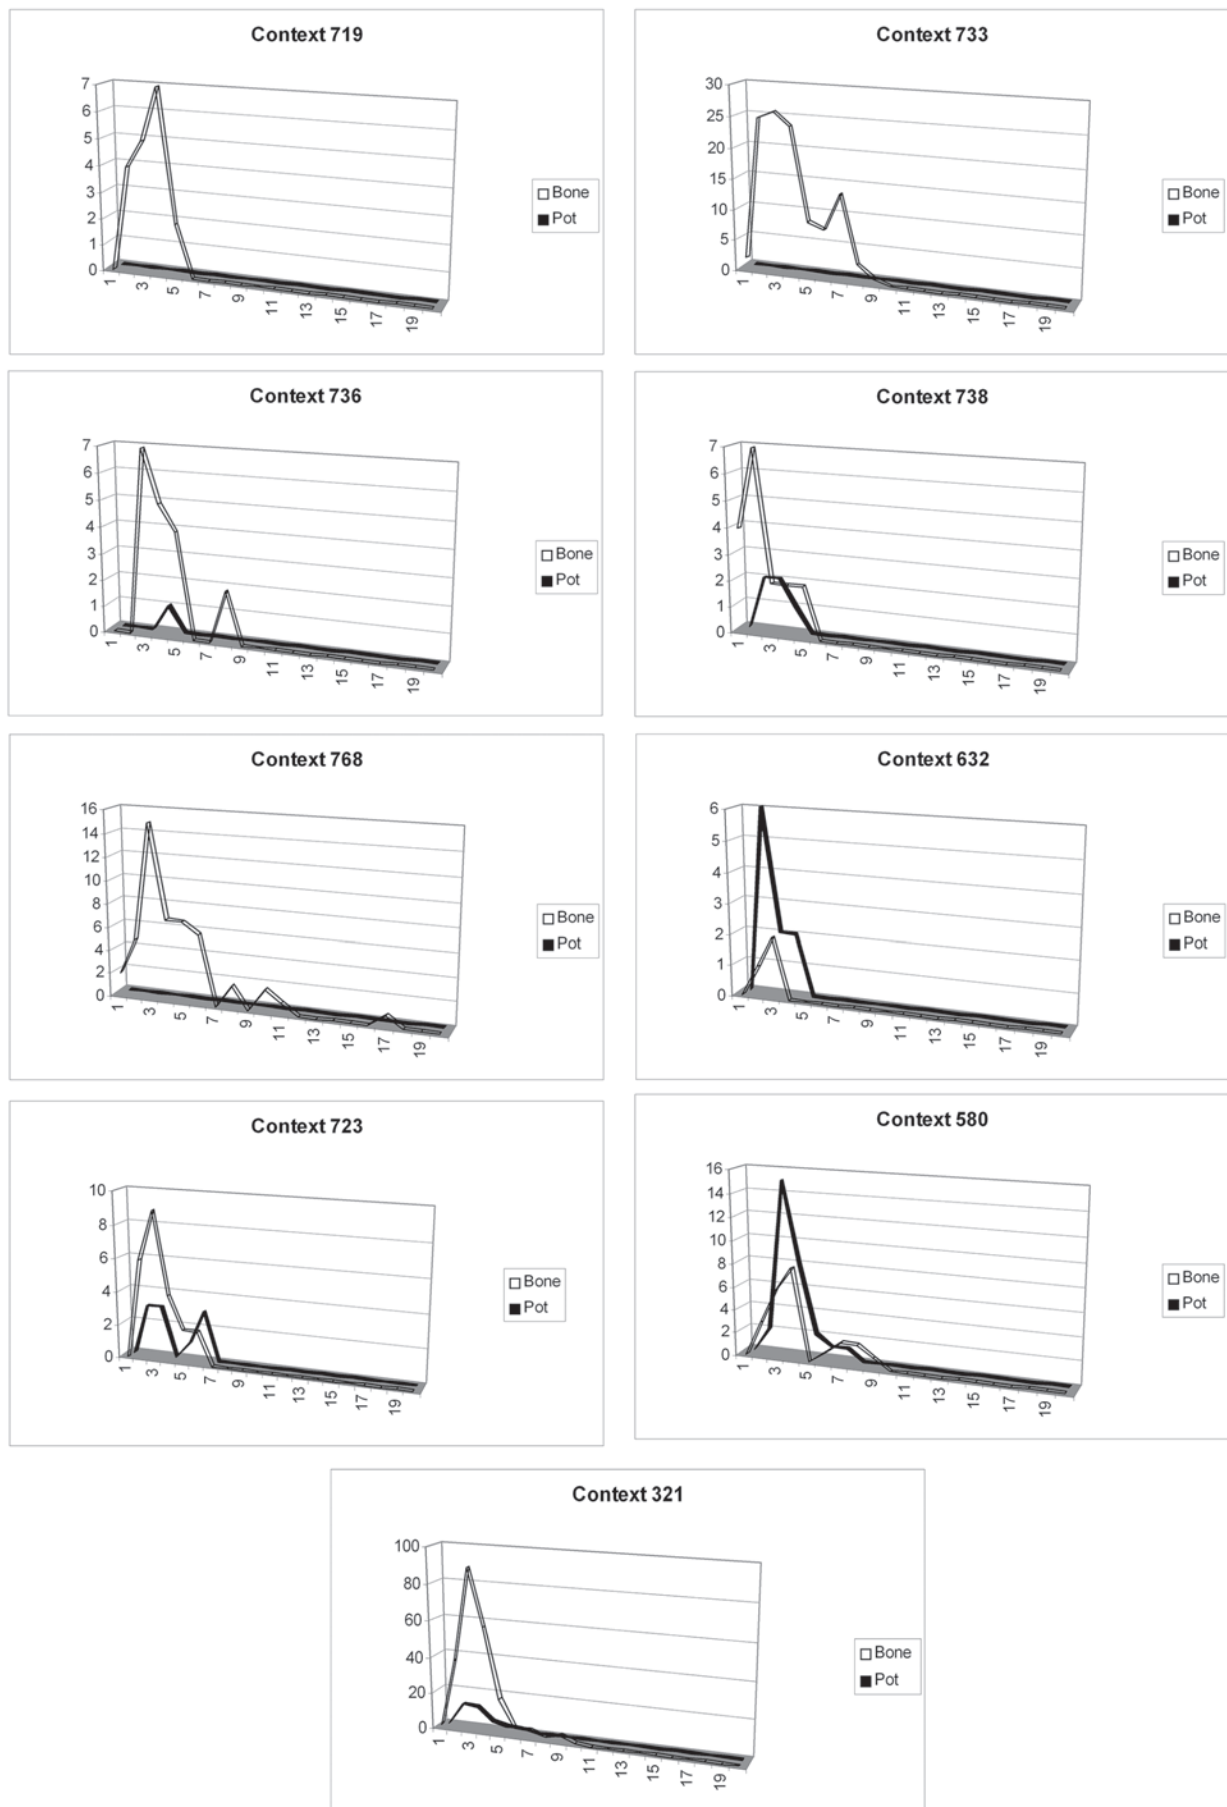 Context 719
7
6
5
4
3
2
1
0
1 3 5 7 9 11 13 15 17 19
Bone
Pot
Context 733
30
25
20
15
10
5
0
1 3 5 7 9 11 13 15 17 19
Bone
Pot
Context 736
7
6
5
4
3
2
1
0
1 3 5 7 9 11 13 15 17 19
Bone
Pot
Context 738
7
6
5
4
3
2
1
0
1 3 5 7 9 11 13 15 17 19
Bone
Pot
Context 768
16
14
12
10
8
6
4
2
0
1 3 5 7 9 11 13 15 17 19
Bone
Pot
Context 632
6
5
4
3
2
1
0
1 3 5 7 9 11 13 15 17 19
Bone
Pot
Context 723
10
8
6
4
2
0
1 3 5 7 9 11 13 15 17 19
Bone
Pot
Context 580
16
14
12
10
8
6
4
2
0
1 3 5 7 9 11 13 15 17 19
Bone
Pot
Context 321
100
80
60
40
20
0
1 3 5 7 9 11 13 15 17 19
Bone
Pot